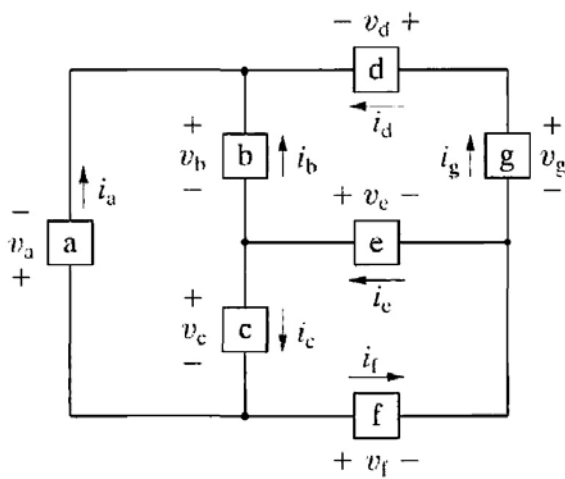 − v_d +
d
i_d
+ v_b −
b
i_b
i_g
g
+ v_g −
i_a
− v_a +
a
+ v_e −
e
i_e
+ v_c −
c
i_c
i_f
f
+ v_f −